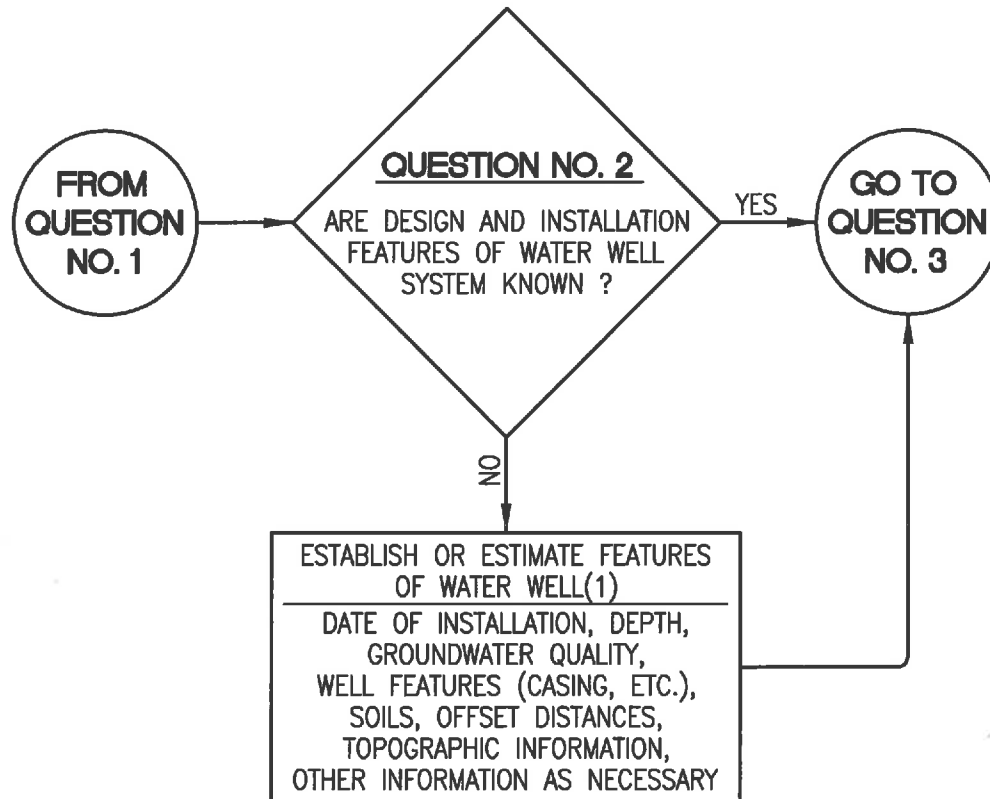 FROM
QUESTION
NO. 1
QUESTION NO. 2
ARE DESIGN AND INSTALLATION
FEATURES OF WATER WELL
SYSTEM KNOWN ?
YES
GO TO
QUESTION
NO. 3
NO
ESTABLISH OR ESTIMATE FEATURES
OF WATER WELL(1)
DATE OF INSTALLATION, DEPTH,
GROUNDWATER QUALITY,
WELL FEATURES (CASING, ETC.),
SOILS, OFFSET DISTANCES,
TOPOGRAPHIC INFORMATION,
OTHER INFORMATION AS NECESSARY